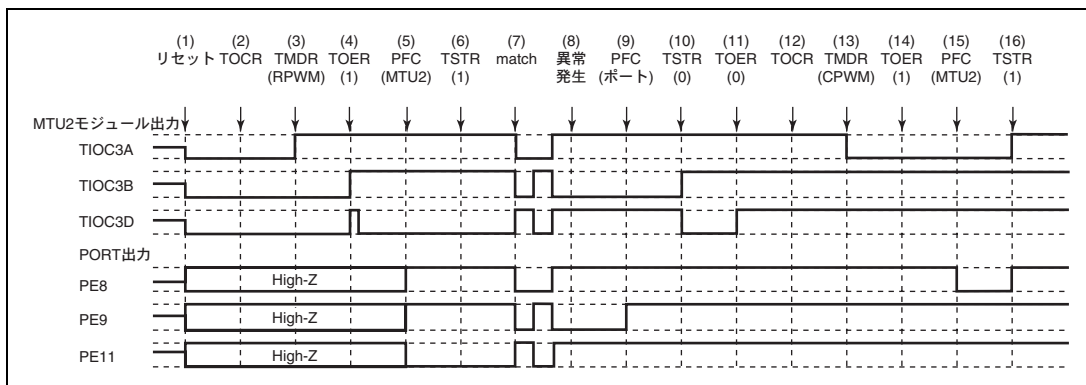 (1) (2) (3) (4) (5) (6) (7) (8) (9) (10) (11) (12) (13) (14) (15) (16)
リセット TOCR TMDR TOER PFC TSTR match 異常 PFC TSTR TOER TOCR TMDR TOER PFC TSTR
(RPWM) (1) (MTU2) (1) 発生 (ポート) (0) (0) (CPWM) (1) (MTU2) (1)
MTU2モジュール出力
TIOC3A
TIOC3B
TIOC3D
PORT出力
PE8 High-Z
PE9 High-Z
PE11 High-Z